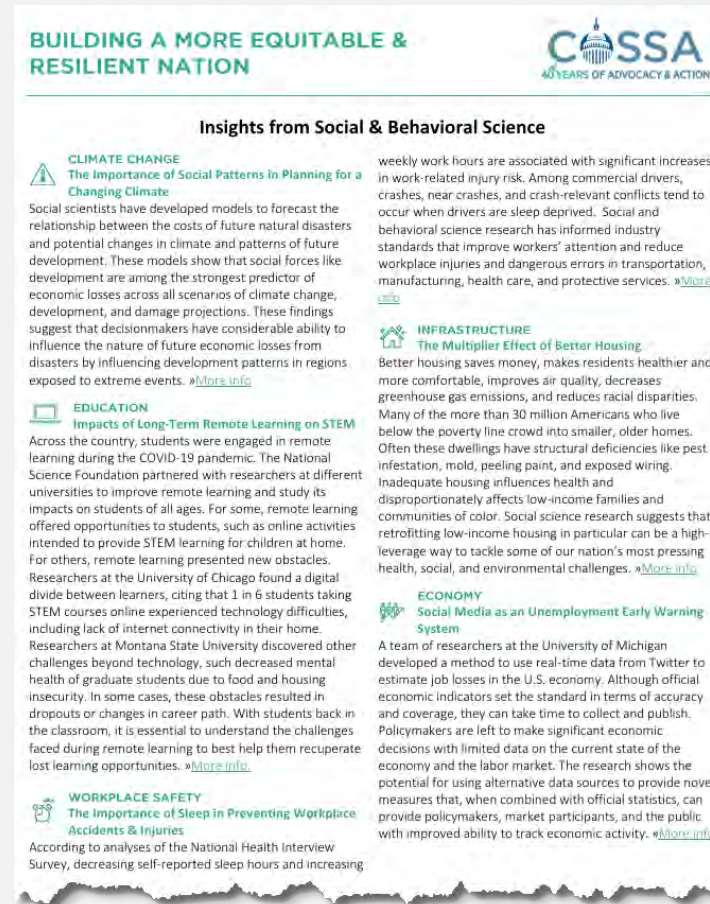 BUILDING A MORE EQUITABLE &
RESILIENT NATION
COSSA
40 YEARS OF ADVOCACY & ACTION
Insights from Social & Behavioral Science
CLIMATE CHANGE
The Importance of Social Patterns in Planning for a
Changing Climate
Social scientists have developed models to forecast the
relationship between the costs of future natural disasters
and potential changes in climate and patterns of future
development. These models show that social forces like
development are among the strongest predictor of
economic losses across all scenarios of climate change,
development, and damage projections. These findings
suggest that decisionmakers have considerable ability to
influence the nature of future economic losses from
disasters by influencing development patterns in regions
exposed to extreme events. »More info
EDUCATION
Impacts of Long-Term Remote Learning on STEM
Across the country, students were engaged in remote
learning during the COVID-19 pandemic. The National
Science Foundation partnered with researchers at different
universities to improve remote learning and study its
impacts on students of all ages. For some, remote learning
offered opportunities to students, such as online activities
intended to provide STEM learning for children at home.
For others, remote learning presented new obstacles.
Researchers at the University of Chicago found a digital
divide between learners, citing that 1 in 6 students taking
STEM courses online experienced technology difficulties,
including lack of internet connectivity in their home.
Researchers at Montana State University discovered other
challenges beyond technology, such decreased mental
health of graduate students due to food and housing
insecurity. In some cases, these obstacles resulted in
dropouts or changes in career path. With students back in
the classroom, it is essential to understand the challenges
faced during remote learning to best help them recuperate
lost learning opportunities. »More info.
WORKPLACE SAFETY
The Importance of Sleep in Preventing Workplace
Accidents & Injuries
According to analyses of the National Health Interview
Survey, decreasing self-reported sleep hours and increasing
weekly work hours are associated with significant increases
in work-related injury risk. Among commercial drivers,
crashes, near crashes, and crash-relevant conflicts tend to
occur when drivers are sleep deprived. Social and
behavioral science research has informed industry
standards that improve workers' attention and reduce
workplace injuries and dangerous errors in transportation,
manufacturing, health care, and protective services. »More
info
INFRASTRUCTURE
The Multiplier Effect of Better Housing
Better housing saves money, makes residents healthier and
more comfortable, improves air quality, decreases
greenhouse gas emissions, and reduces racial disparities.
Many of the more than 30 million Americans who live
below the poverty line crowd into smaller, older homes.
Often these dwellings have structural deficiencies like pest
infestation, mold, peeling paint, and exposed wiring.
Inadequate housing influences health and
disproportionately affects low-income families and
communities of color. Social science research suggests that
retrofitting low-income housing in particular can be a high-
leverage way to tackle some of our nation's most pressing
health, social, and environmental challenges. »More info
ECONOMY
Social Media as an Unemployment Early Warning
System
A team of researchers at the University of Michigan
developed a method to use real-time data from Twitter to
estimate job losses in the U.S. economy. Although official
economic indicators set the standard in terms of accuracy
and coverage, they can take time to collect and publish.
Policymakers are left to make significant economic
decisions with limited data on the current state of the
economy and the labor market. The research shows the
potential for using alternative data sources to provide nove
measures that, when combined with official statistics, can
provide policymakers, market participants, and the public
with improved ability to track economic activity. »More info